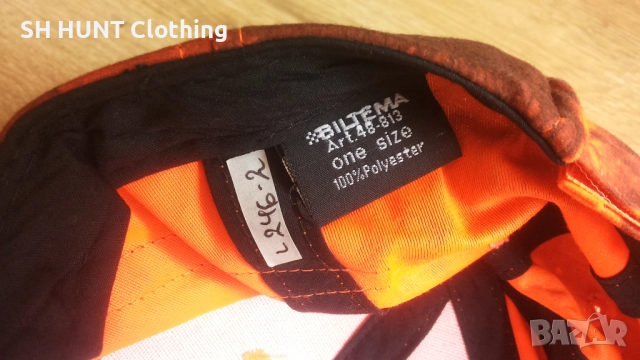 SH HUNT Clothing
BILTEMA
Art.48-813
one size
100%Polyester
L246-2
BAZAR